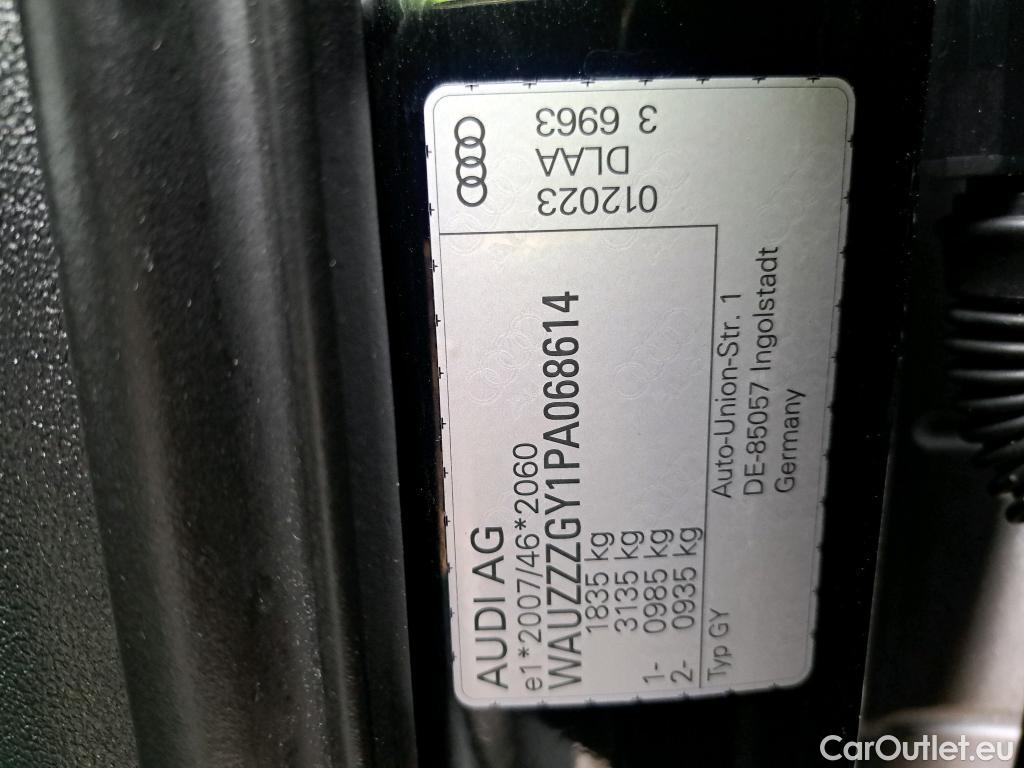 AUDI AG
e1*2007/46*2060
WAUZZZGY1PA068614
1835 kg
3135 kg
1- 0985 kg
2- 0935 kg
Typ GY
Auto-Union-Str. 1
DE-85057 Ingolstadt
Germany
012023
DLAA
3 6963
CarOutlet.eu